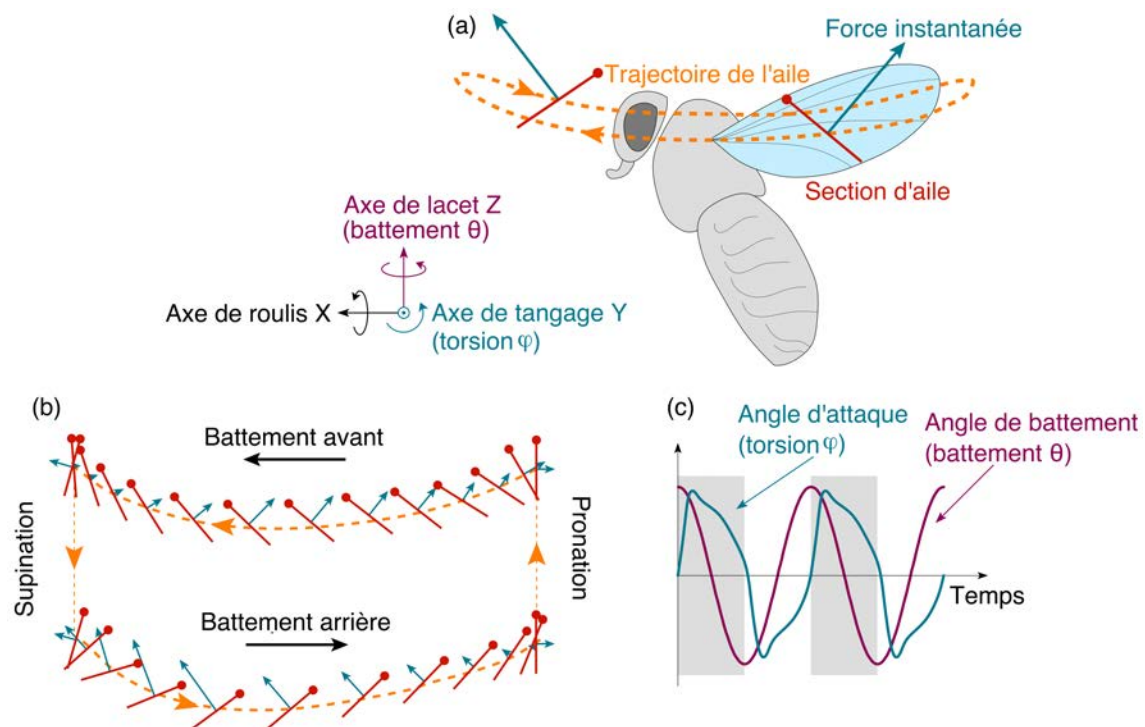 (a)
Force instantanée
Trajectoire de l'aile
Section d'aile
Axe de lacet Z
(battement θ)
Axe de roulis X
Axe de tangage Y
(torsion φ)
(b)
Battement avant
Supination
Pronation
Battement arrière
(c)
Angle d'attaque
(torsion φ)
Angle de battement
(battement θ)
Temps